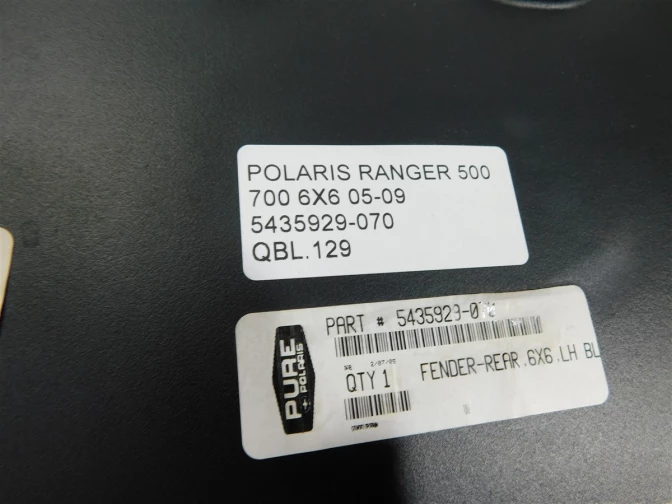 POLARIS RANGER 500
700 6X6 05-09
5435929-070
QBL.129
PURE
POLARIS
PART # 5435929-070
QTY 1
FENDER-REAR.6X6.LH BL